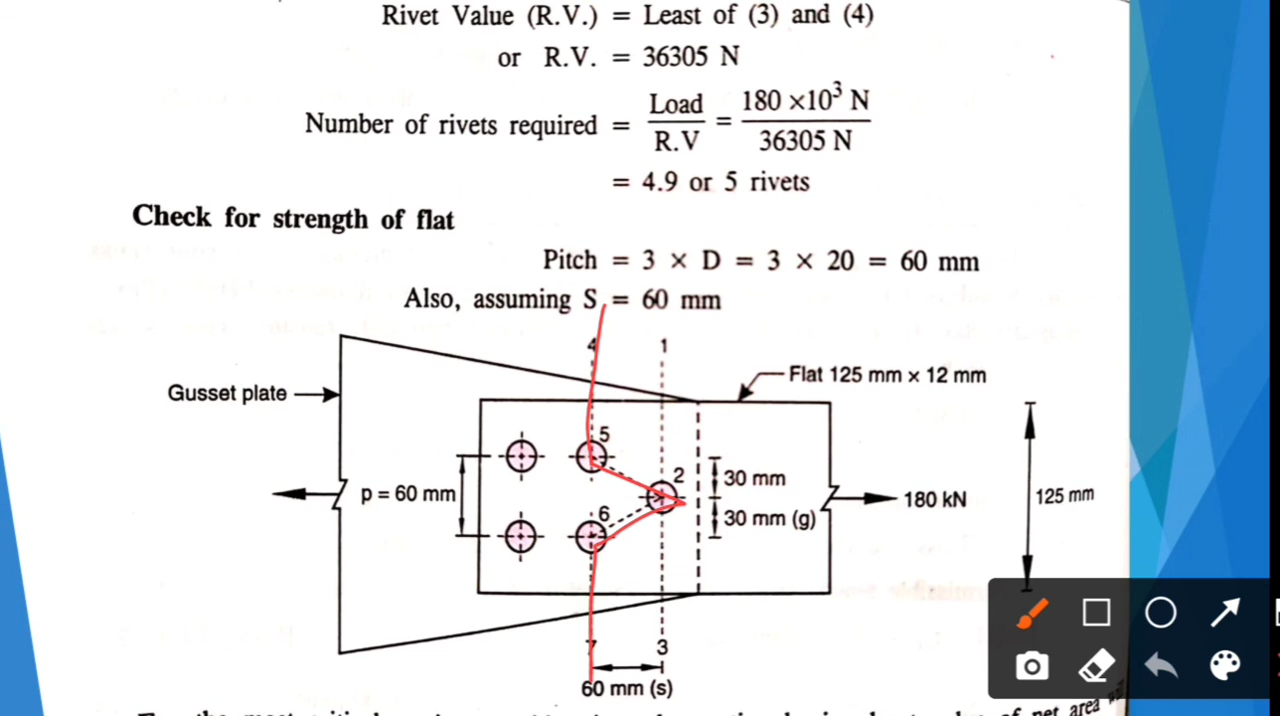 Rivet Value (R.V.) = Least of (3) and (4)
or R.V. = 36305 N
Number of rivets required = Load / R.V = 180 ×10³ N / 36305 N
= 4.9 or 5 rivets
Check for strength of flat
Pitch = 3 × D = 3 × 20 = 60 mm
Also, assuming S = 60 mm
4 1
Flat 125 mm x 12 mm
Gusset plate
5
2
30 mm
p = 60 mm
180 kN
125 mm
6
30 mm (g)
7 3
60 mm (s)
of net area